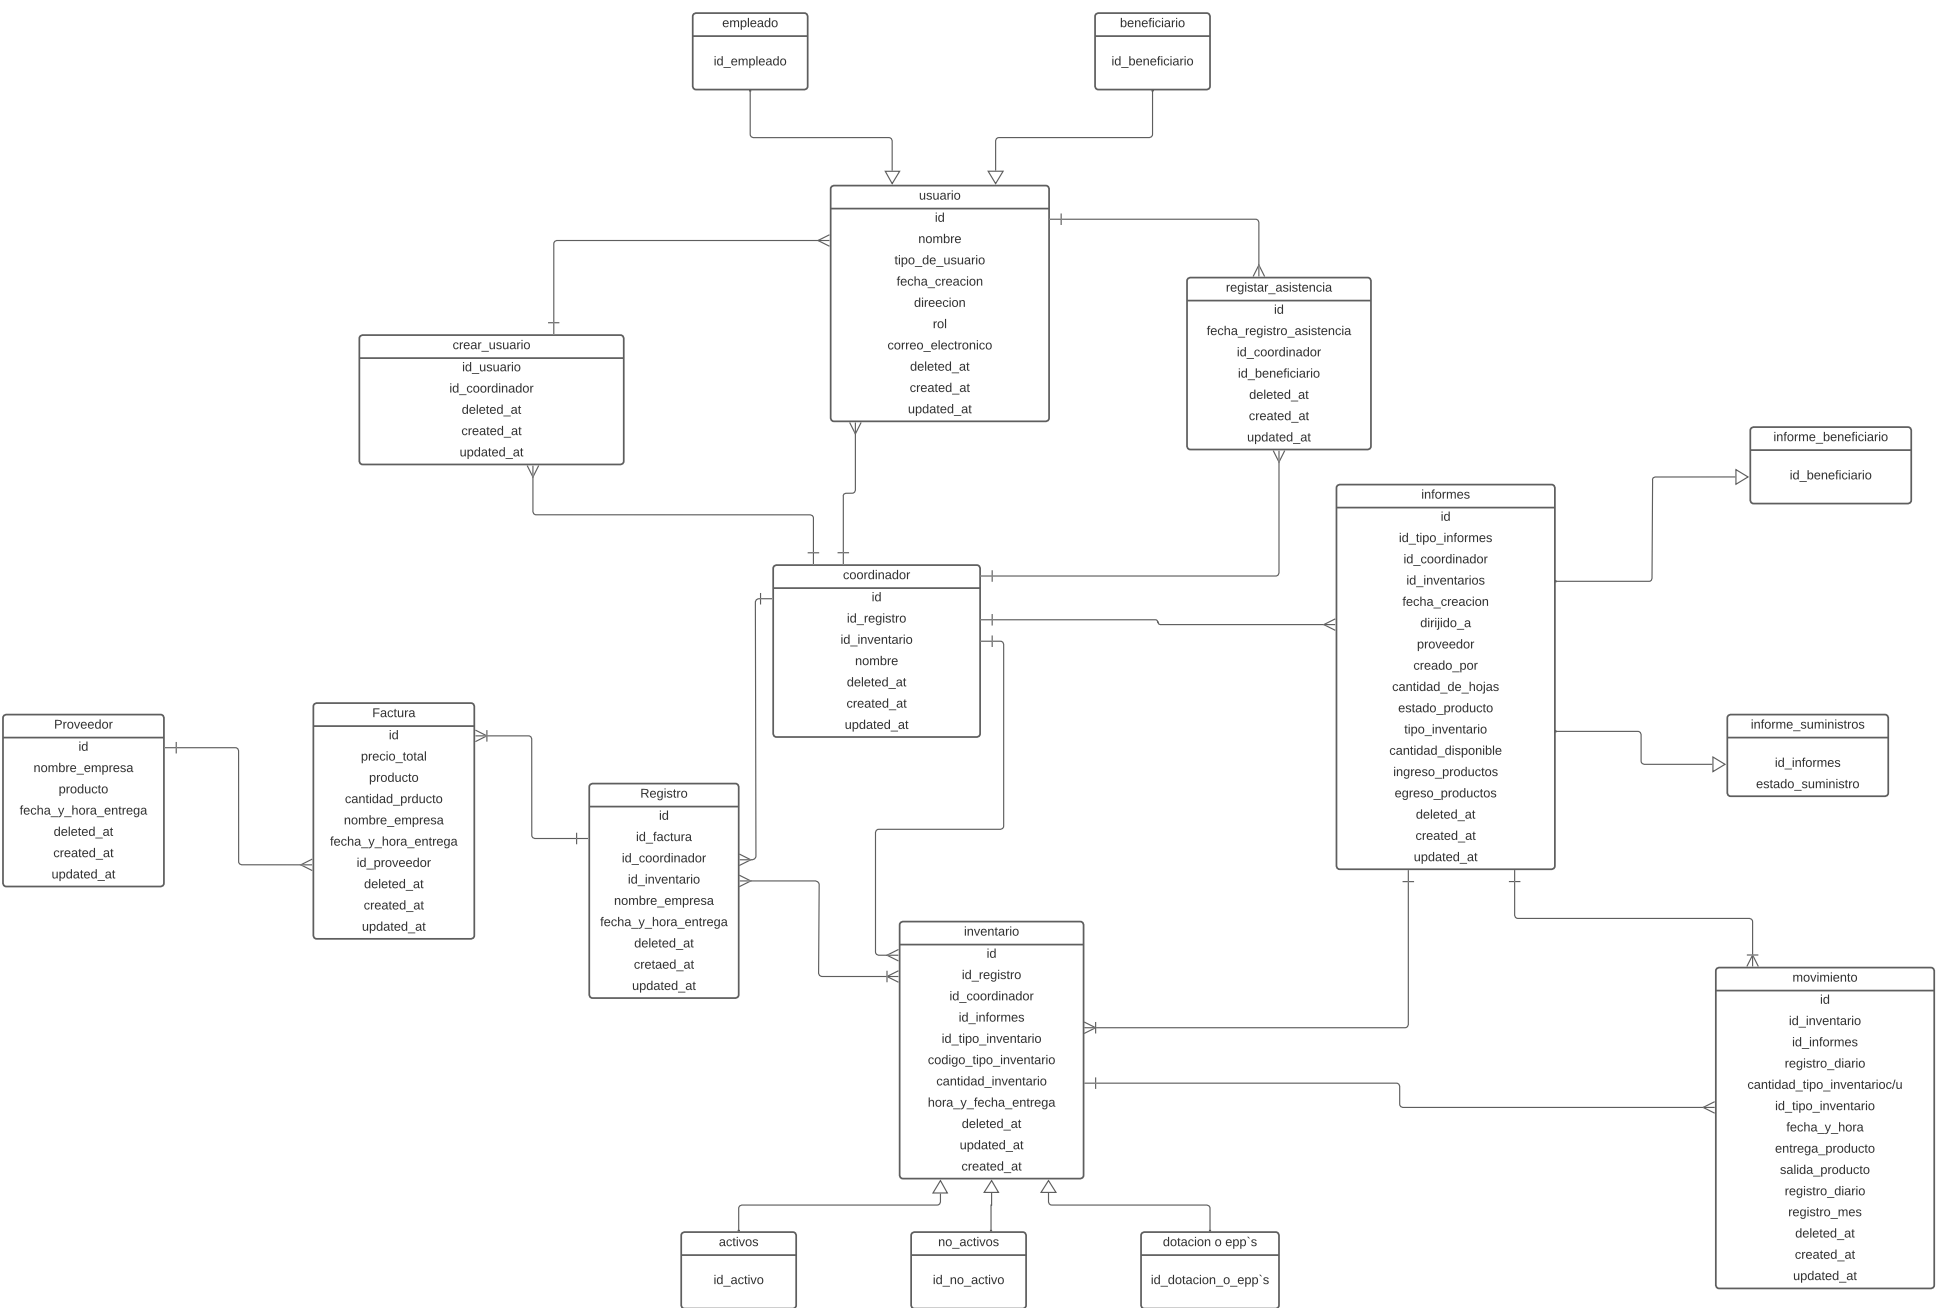 empleado
id_empleado
beneficiario
id_beneficiario
usuario
id
nombre
tipo_de_usuario
fecha_creacion
direecion
rol
correo_electronico
deleted_at
created_at
updated_at
registar_asistencia
id
fecha_registro_asistencia
id_coordinador
id_beneficiario
deleted_at
created_at
updated_at
crear_usuario
id_usuario
id_coordinador
deleted_at
created_at
updated_at
informe_beneficiario
id_beneficiario
informes
id
id_tipo_informes
id_coordinador
id_inventarios
fecha_creacion
dirijido_a
proveedor
creado_por
cantidad_de_hojas
estado_producto
tipo_inventario
cantidad_disponible
ingreso_productos
egreso_productos
deleted_at
created_at
updated_at
coordinador
id
id_registro
id_inventario
nombre
deleted_at
created_at
updated_at
Proveedor
id
nombre_empresa
producto
fecha_y_hora_entrega
deleted_at
created_at
updated_at
Factura
id
precio_total
producto
cantidad_prducto
nombre_empresa
fecha_y_hora_entrega
id_proveedor
deleted_at
created_at
updated_at
informe_suministros
id_informes
estado_suministro
Registro
id
id_factura
id_coordinador
id_inventario
nombre_empresa
fecha_y_hora_entrega
deleted_at
cretaed_at
updated_at
inventario
id
id_registro
id_coordinador
id_informes
id_tipo_inventario
codigo_tipo_inventario
cantidad_inventario
hora_y_fecha_entrega
deleted_at
updated_at
created_at
movimiento
id
id_inventario
id_informes
registro_diario
cantidad_tipo_inventarioc/u
id_tipo_inventario
fecha_y_hora
entrega_producto
salida_producto
registro_diario
registro_mes
deleted_at
created_at
updated_at
activos
id_activo
no_activos
id_no_activo
dotacion o epp`s
id_dotacion_o_epp`s